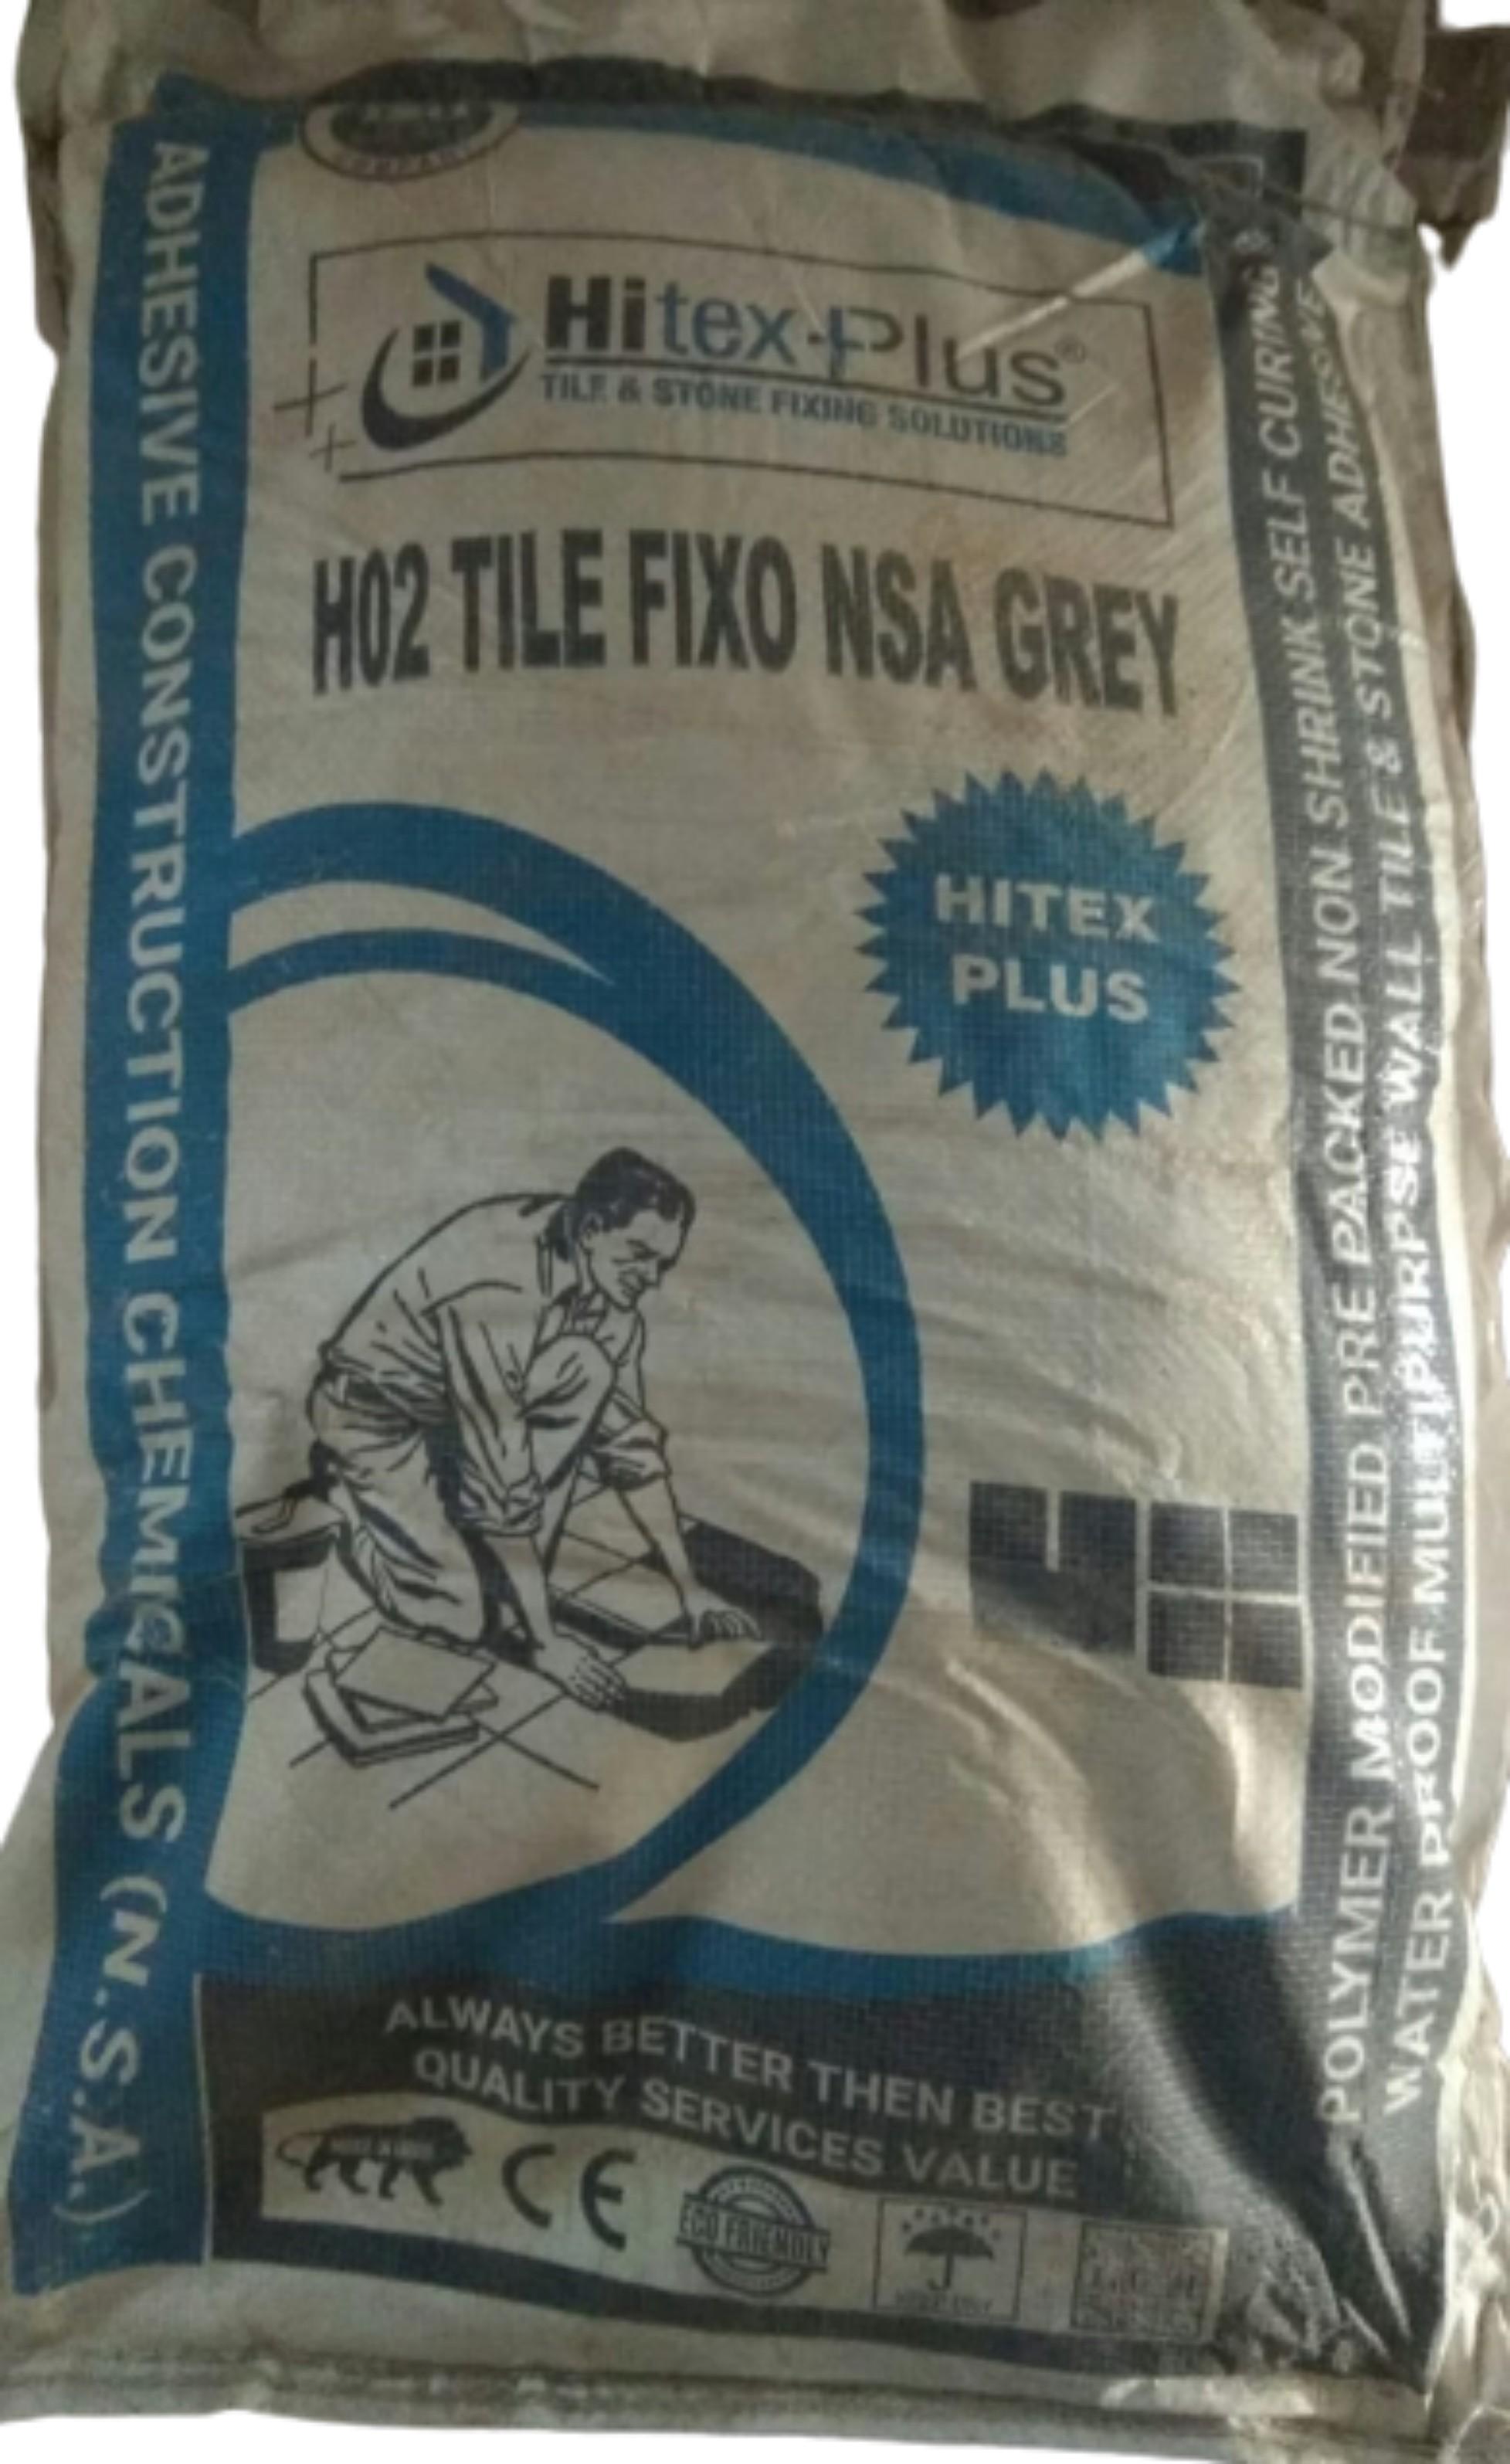 COMPANY
Hitex+Plus®
TILE & STONE FIXING SOLUTIONS
H02 TILE FIXO NSA GREY
HITEX
PLUS
ADHESIVE CONSTRUCTION CHEMICALS (N.S.A.)
POLYMER MODIFIED PRE PACKED NON SHRINK SELF CURING &
WATER PROOF MULTIPURPSE WALL TILE & STONE ADHESIVE
ALWAYS BETTER THEN BEST
QUALITY SERVICES VALUE
CE
ECO FRIENDLY